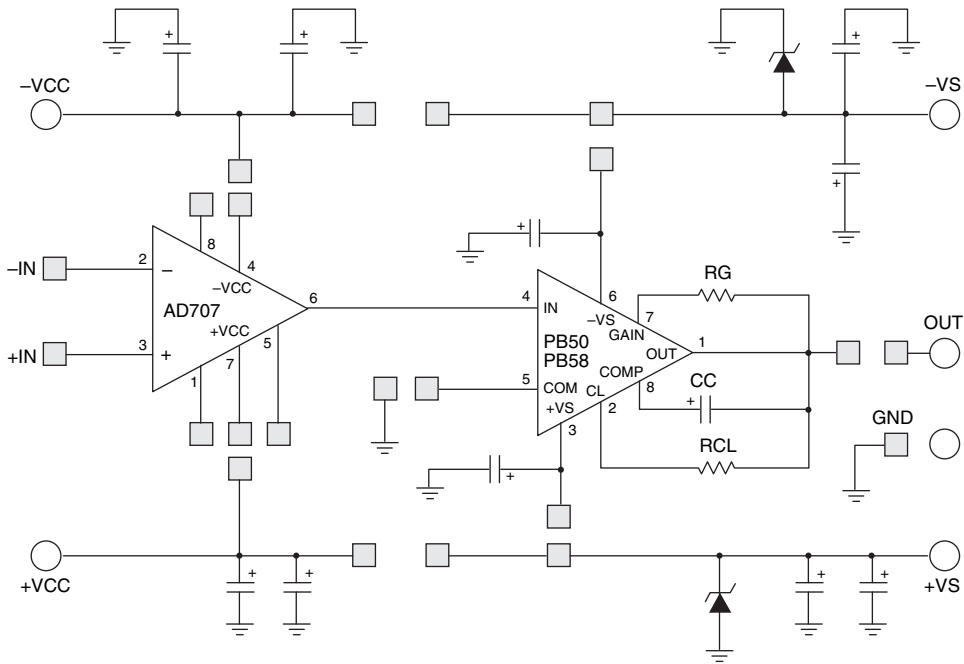 +
+
+
–VCC
–VS
+
8
4
+
–IN
2
–
–VCC
6
4
IN
6
–VS
7
GAIN
RG
AD707
+VCC
5
PB50
PB58
OUT
1
OUT
+IN
3
+
1
7
5
COM
+VS
CL
COMP
8
2
+
CC
3
GND
+
RCL
+VCC
+VS
+
+
+
+